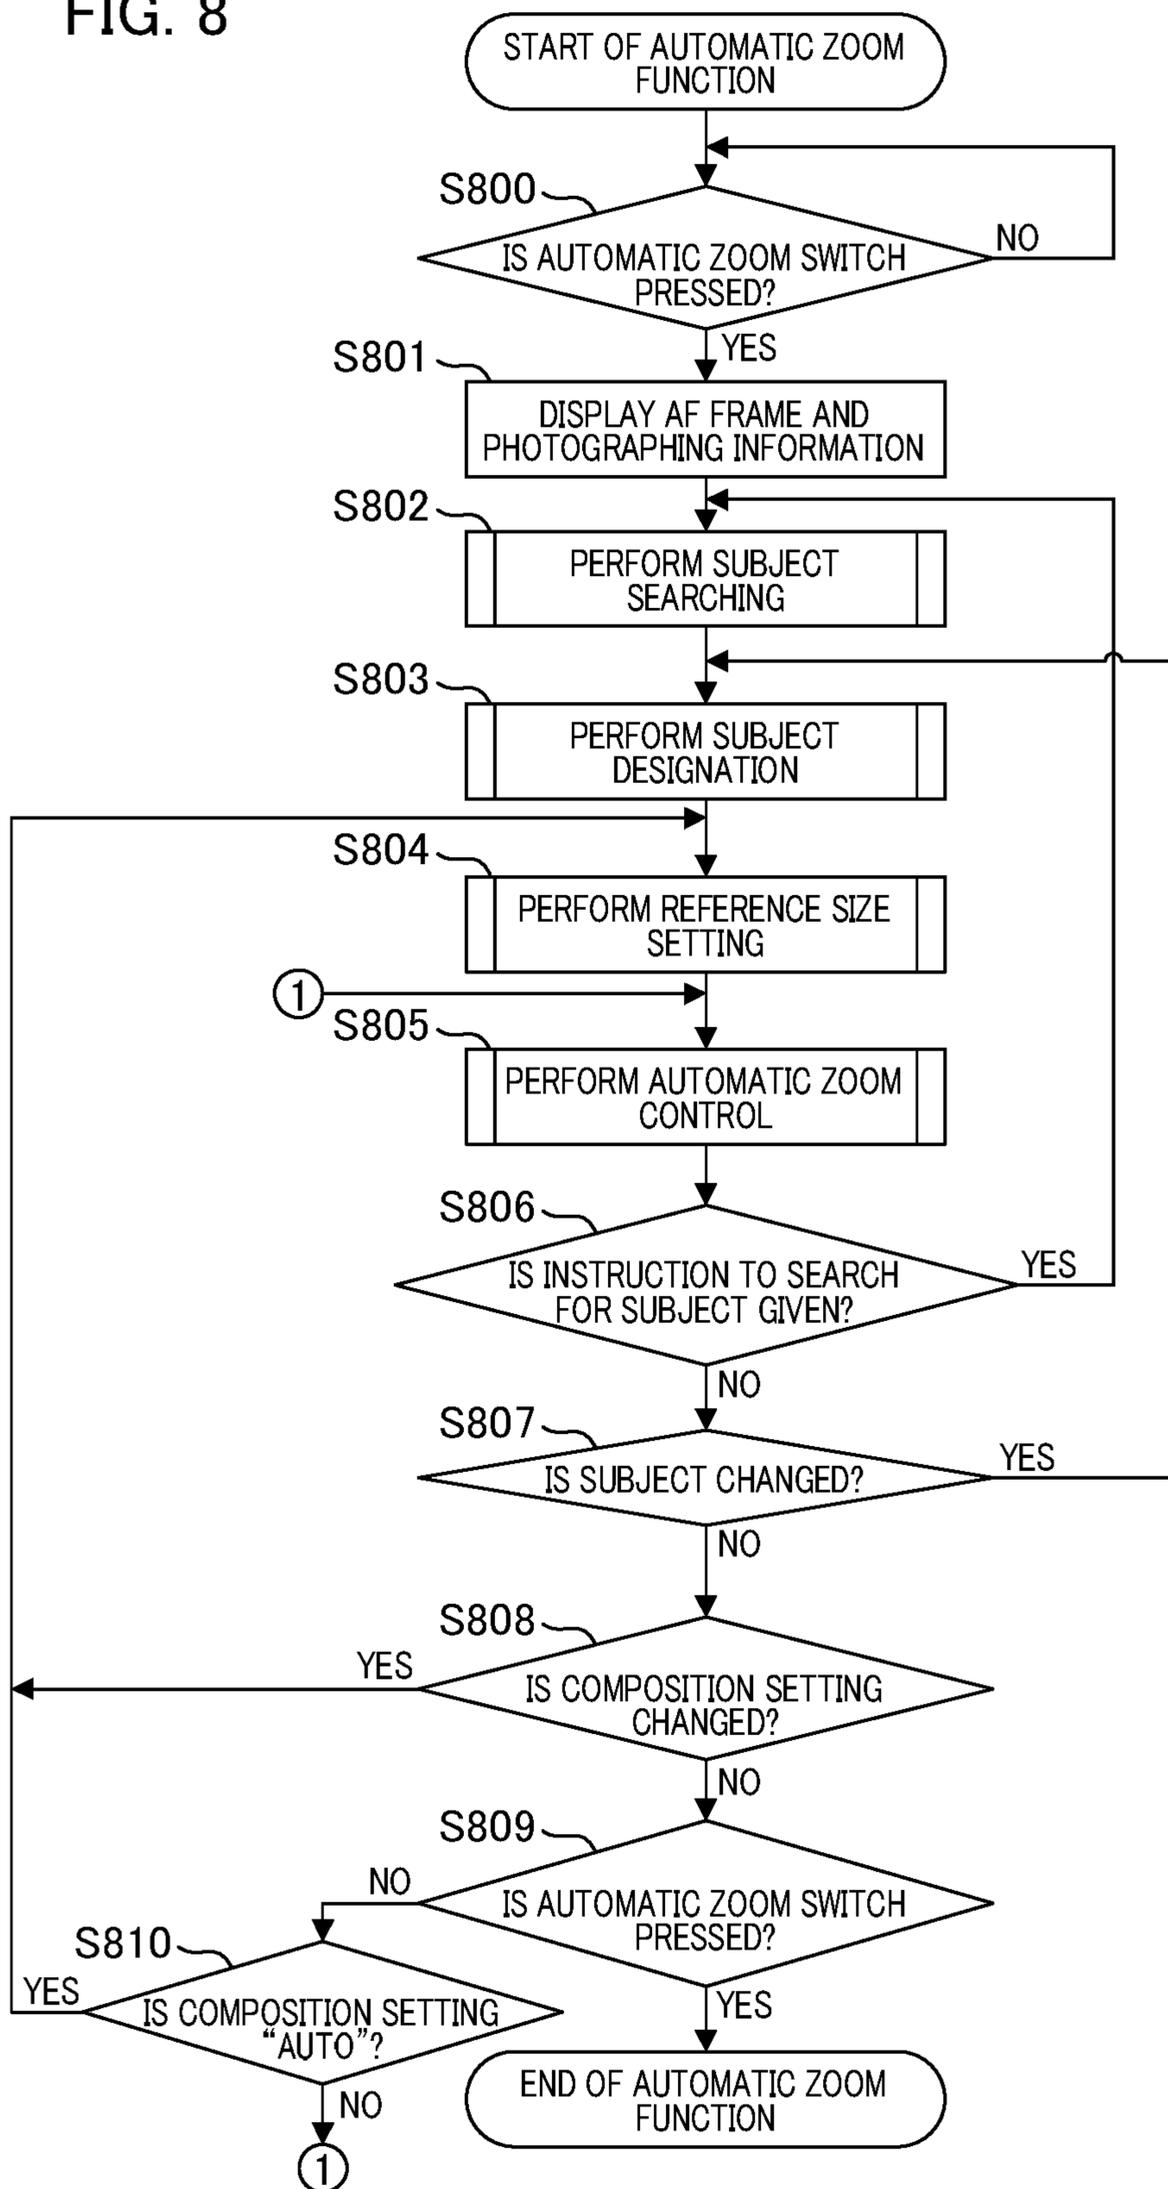 FIG. 8
START OF AUTOMATIC ZOOM
FUNCTION
S800
IS AUTOMATIC ZOOM SWITCH
PRESSED?
NO
YES
S801
DISPLAY AF FRAME AND
PHOTOGRAPHING INFORMATION
S802
PERFORM SUBJECT
SEARCHING
S803
PERFORM SUBJECT
DESIGNATION
S804
PERFORM REFERENCE SIZE
SETTING
1
S805
PERFORM AUTOMATIC ZOOM
CONTROL
S806
IS INSTRUCTION TO SEARCH
FOR SUBJECT GIVEN?
YES
NO
S807
IS SUBJECT CHANGED?
YES
NO
S808
YES
IS COMPOSITION SETTING
CHANGED?
NO
S809
NO
IS AUTOMATIC ZOOM SWITCH
PRESSED?
S810
YES
IS COMPOSITION SETTING
“AUTO”?
YES
END OF AUTOMATIC ZOOM
FUNCTION
NO
1